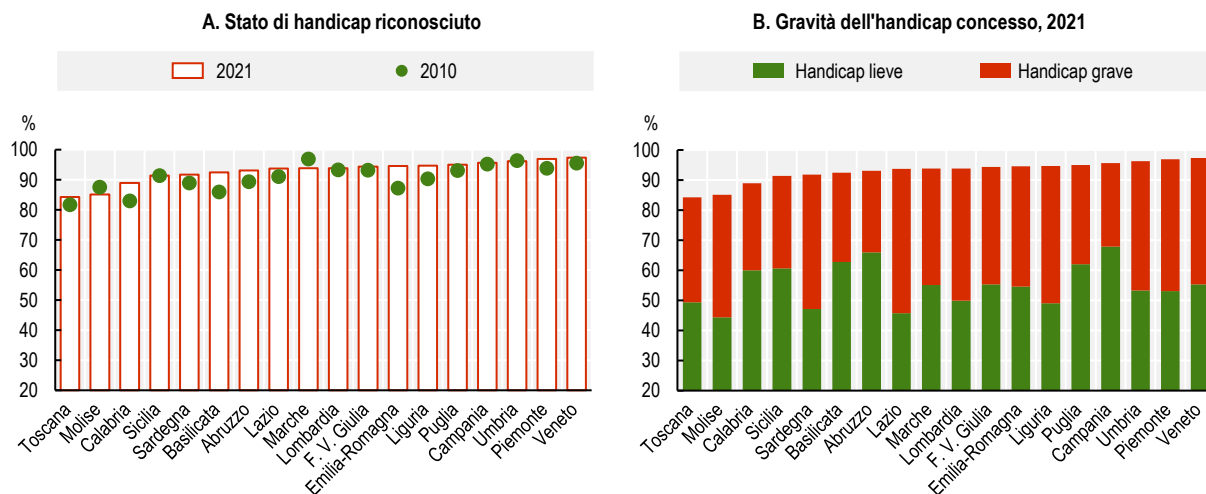 A. Stato di handicap riconosciuto
2021
2010
%
100
90
80
70
60
50
40
30
20
Toscana
Molise
Calabria
Sicilia
Sardegna
Basilicata
Abruzzo
Lazio
Marche
Lombardia
F. V. Giulia
Emilia-Romagna
Liguria
Puglia
Campania
Umbria
Piemonte
Veneto
B. Gravità dell'handicap concesso, 2021
Handicap lieve
Handicap grave
%
100
90
80
70
60
50
40
30
20
Toscana
Molise
Calabria
Sicilia
Sardegna
Basilicata
Abruzzo
Lazio
Marche
Lombardia
F. V. Giulia
Emilia-Romagna
Liguria
Puglia
Campania
Umbria
Piemonte
Veneto